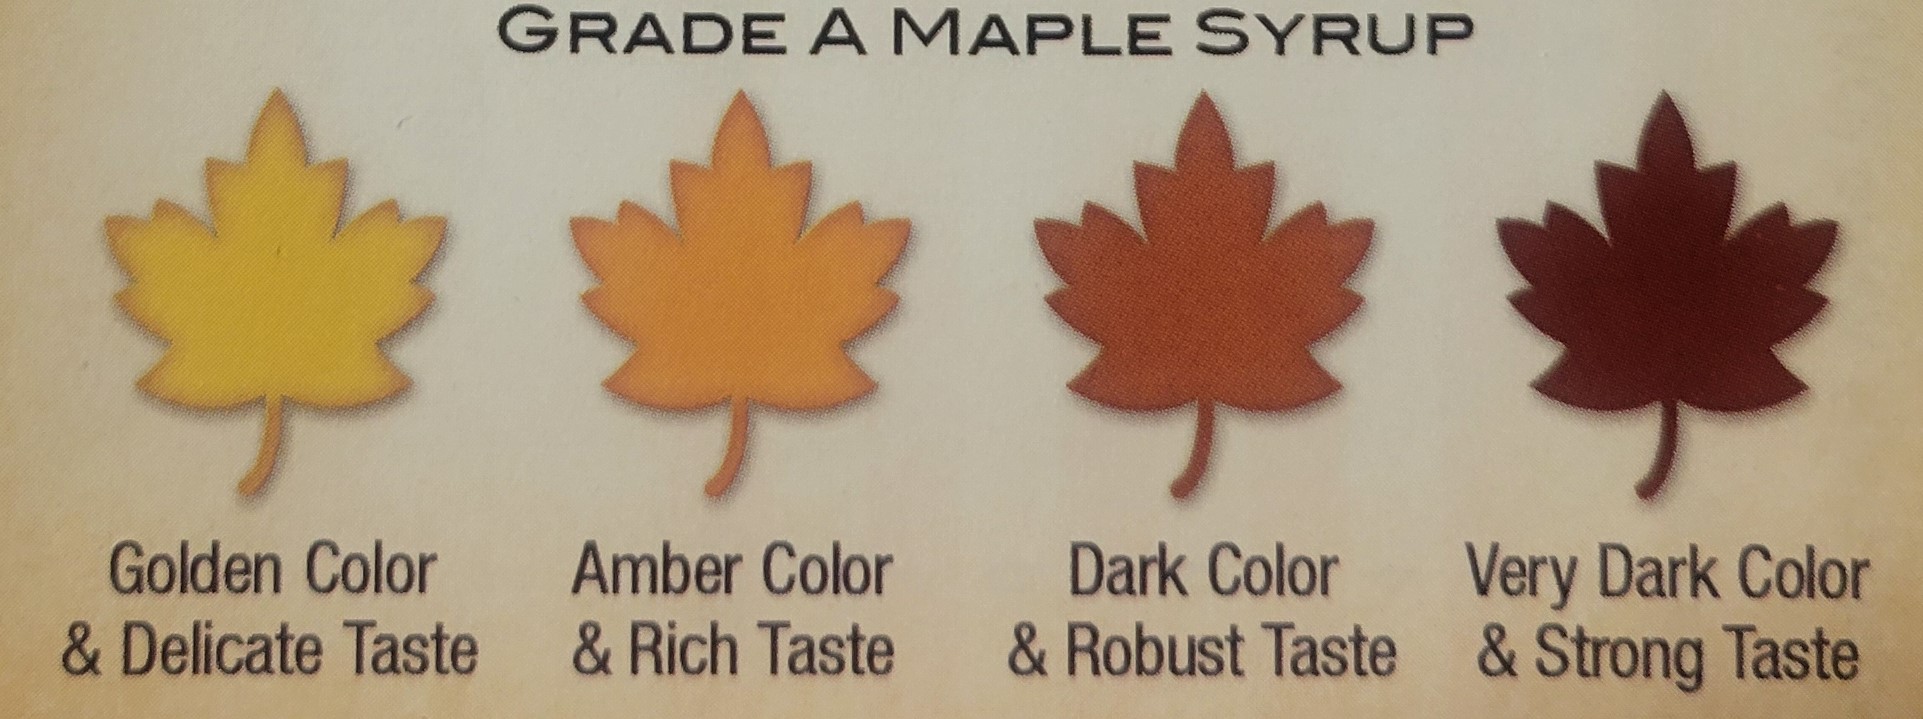 GRADE A MAPLE SYRUP
Golden Color
& Delicate Taste
Amber Color
& Rich Taste
Dark Color
& Robust Taste
Very Dark Color
& Strong Taste